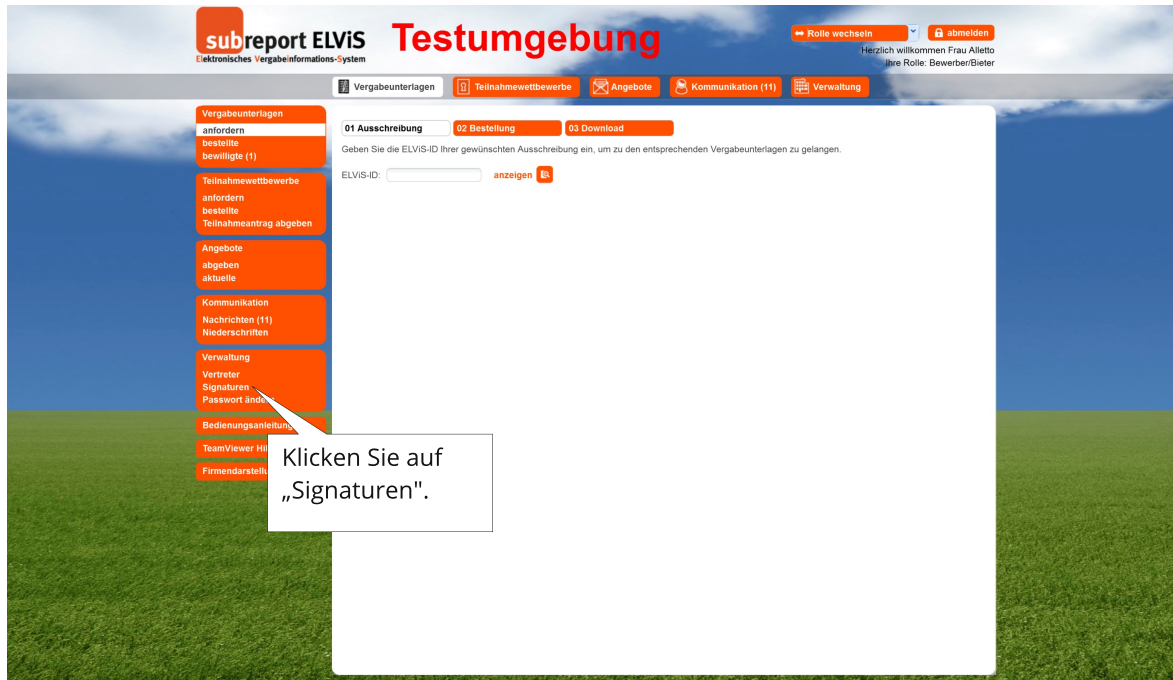 subreport ELViS
Elektronisches Vergabeinformations-System
Testumgebung
Rolle wechseln
abmelden
Herzlich willkommen Frau Alletto
Ihre Rolle: Bewerber/Bieter
Vergabeunterlagen
Teilnahmewettbewerbe
Angebote
Kommunikation (11)
Verwaltung
Vergabeunterlagen
anfordern
bestellte
bewilligte (1)
Teilnahmewettbewerbe
anfordern
bestellte
Teilnahmeantrag abgeben
Angebote
abgeben
aktuelle
Kommunikation
Nachrichten (11)
Niederschriften
Verwaltung
Vertreter
Signaturen
Passwort
Bedienungsanleitung
TeamViewer
01 Ausschreibung
02 Bestellung
03 Download
Geben Sie die ELViS-ID Ihrer gewünschten Ausschreibung ein, um zu den entsprechenden Vergabeunterlagen zu gelangen.
ELViS-ID:
anzeigen
Klicken Sie auf
„Signaturen".